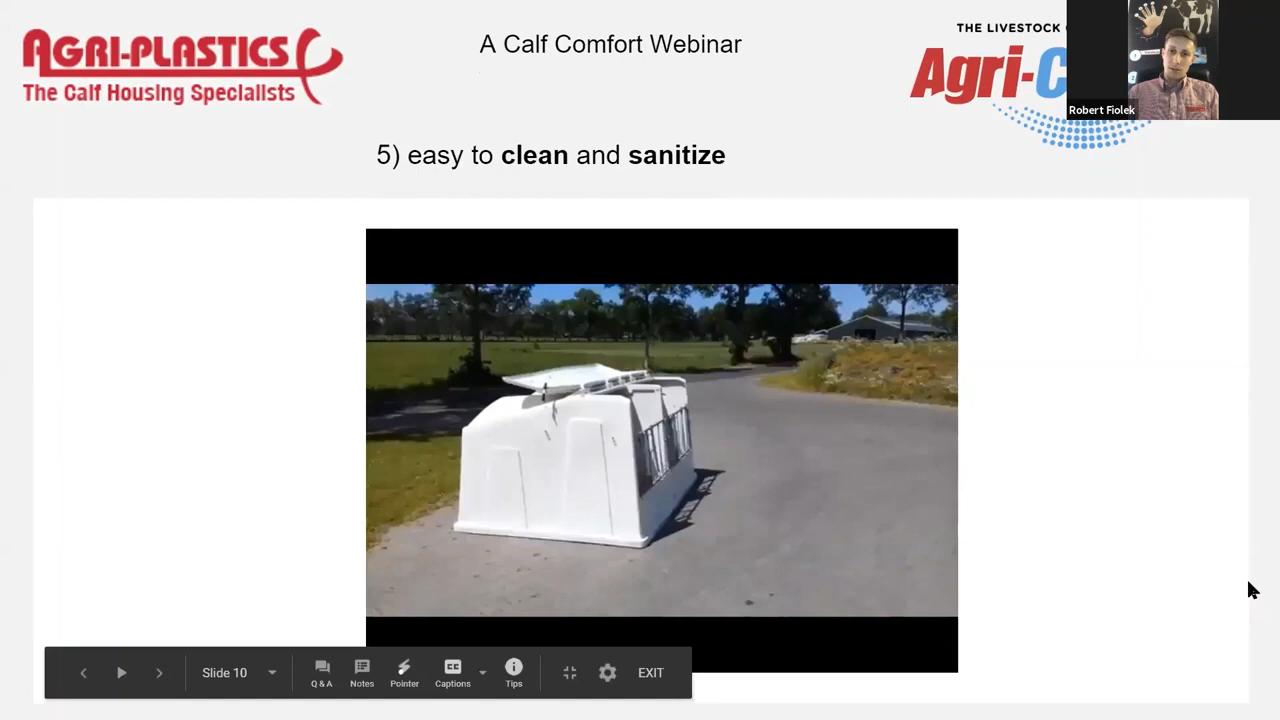 AGRI-PLASTICS
The Calf Housing Specialists
A Calf Comfort Webinar
THE LIVESTOCK
Agri-C
Robert Fiolek
5) easy to clean and sanitize
Slide 10
Q & A
Notes
Pointer
Captions
Tips
EXIT